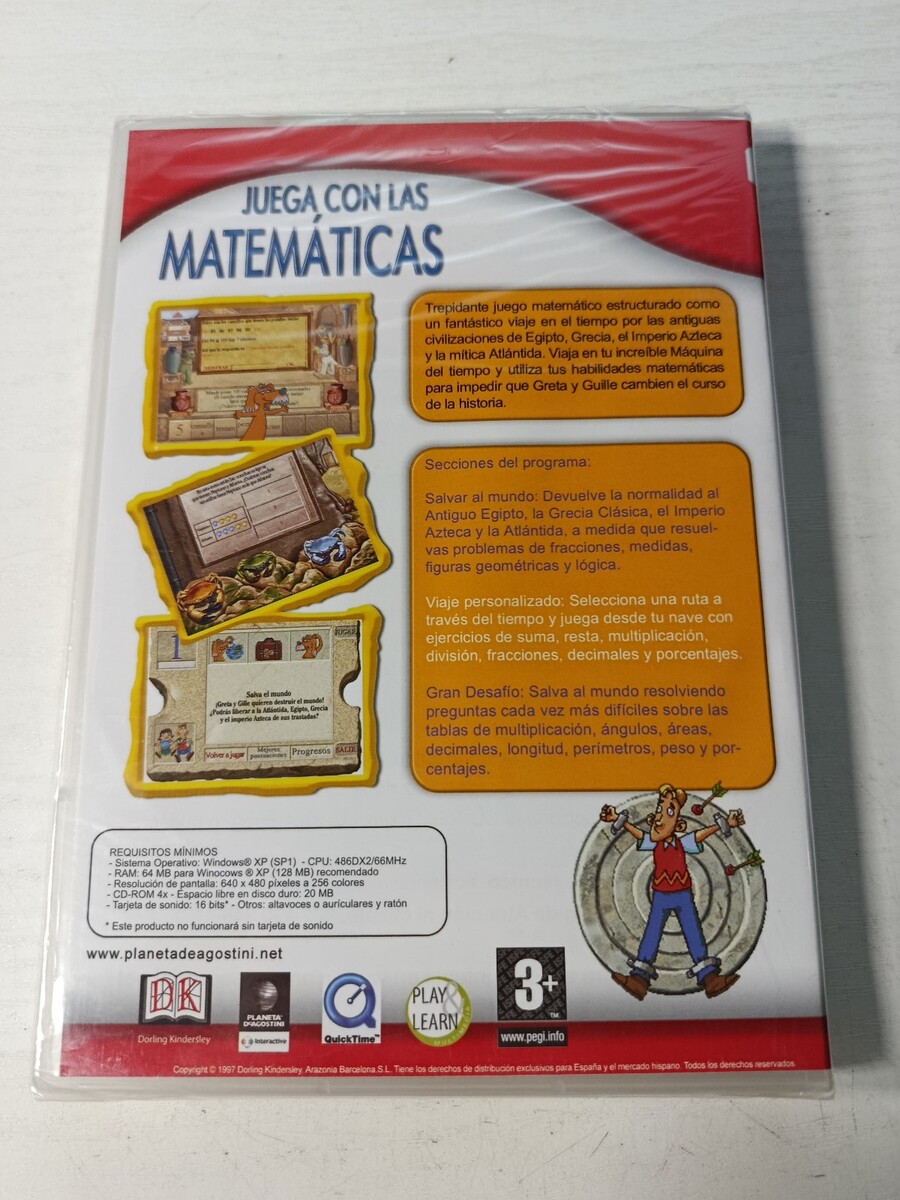 JUEGA CON LAS
MATEMÁTICAS
Trepidante juego matemático estructurado como
un fantástico viaje en el tiempo por las antiguas
civilizaciones de Egipto, Grecia, el Imperio Azteca
y la mítica Atlántida. Viaja en tu increíble Máquina
del tiempo y utiliza tus habilidades matemáticas
para impedir que Greta y Guille cambien el curso
de la historia.
Secciones del programa:
Salvar al mundo: Devuelve la normalidad al
Antiguo Egipto, la Grecia Clásica, el Imperio
Azteca y la Atlántida, a medida que resuel-
vas problemas de fracciones, medidas,
figuras geométricas y lógica.
Viaje personalizado: Selecciona una ruta a
través del tiempo y juega desde tu nave con
ejercicios de suma, resta, multiplicación,
división, fracciones, decimales y porcentajes.
Gran Desafío: Salva al mundo resolviendo
preguntas cada vez más difíciles sobre las
tablas de multiplicación, ángulos, áreas,
decimales, longitud, perímetros, peso y por-
centajes.
MOSTRAR
5
1
JUGAR
Salva el mundo
¡Greta y Gille quieren destruir el mundo!
¿Podrás liberar a la Atlántida, Egipto, Grecia
y el imperio Azteca de sus trastadas?
Volver a jugar
Mejores
puntuaciones
Progresos
SALIR
REQUISITOS MÍNIMOS
- Sistema Operativo: Windows® XP (SP1) - CPU: 486DX2/66MHz
- RAM: 64 MB para Winocows ® XP (128 MB) recomendado
- Resolución de pantalla: 640 x 480 píxeles a 256 colores
- CD-ROM 4x - Espacio libre en disco duro: 20 MB
- Tarjeta de sonido: 16 bits* - Otros: altavoces o aurículares y ratón
* Este producto no funcionará sin tarjeta de sonido
www.planetadeagostini.net
DK
Dorling Kindersley
PLANETA
DeAGOSTINI
interactive
QuickTime™
PLAY &
LEARN
MULTIMEDIA
3+
™
www.pegi.info
Copyright © 1997 Dorling Kindersley. Arazonia Barcelona S.L. Tiene los derechos de distribución exclusivos para España y el mercado hispano. Todos los derechos reservados.